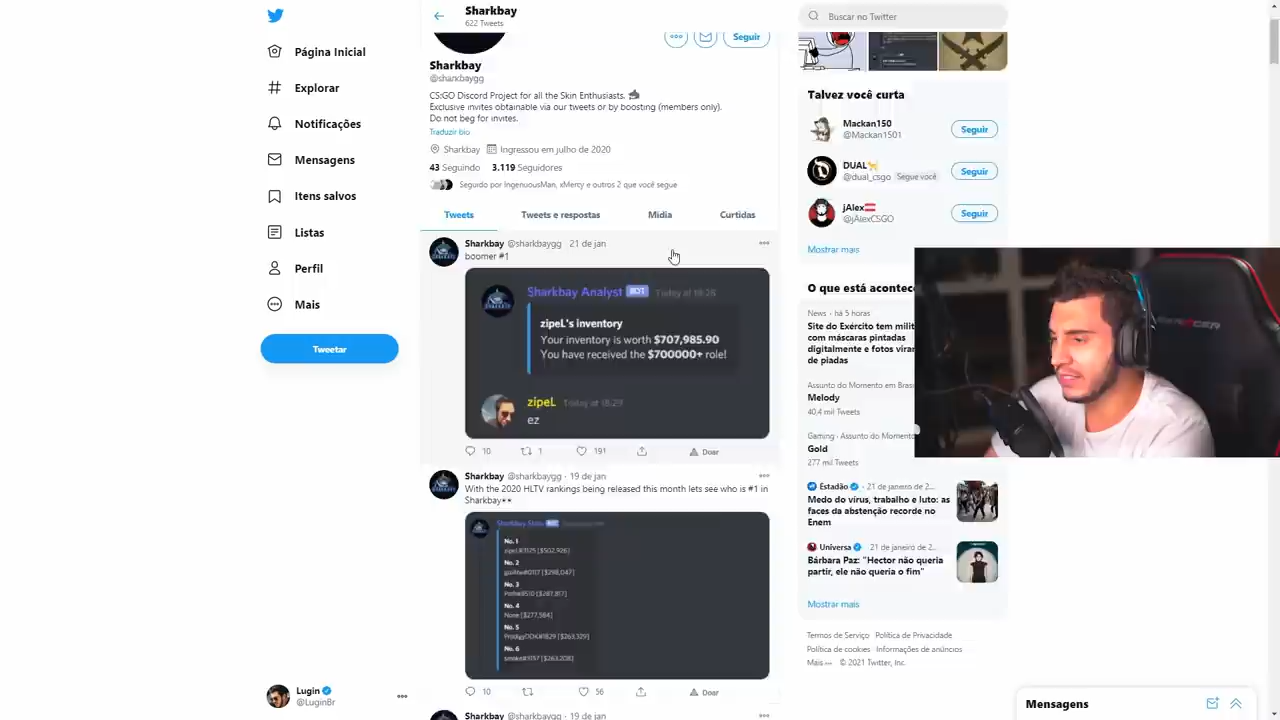 Sharkbay
622 Tweets
Seguir
Página Inicial
Explorar
Notificações
Mensagens
Itens salvos
Listas
Perfil
Mais
Tweetar
Lugin
@LuginBr
Sharkbay
@sharkbaygg
CS:GO Discord Project for all the Skin Enthusiasts.
Exclusive invites obtainable via our tweets or by boosting (members only).
Do not beg for invites.
Traduzir bio
Sharkbay Ingressou em julho de 2020
43 Seguindo 3.119 Seguidores
Seguido por IngenuousMan, xMercy e outros 2 que você segue
Tweets Tweets e respostas Mídia Curtidas
Sharkbay @sharkbaygg · 21 de jan
boomer #1
Sharkbay Analyst BOT Today at 18:28
zipeL's inventory
Your inventory is worth $707,985.90
You have received the $700000+ role!
zipeL Today at 18:29
ez
10 1 191 Doar
Sharkbay @sharkbaygg · 19 de jan
With the 2020 HLTV rankings being released this month lets see who is #1 in
Sharkbay
No. 1
No. 2
No. 3
No. 4
None [$277,584]
No. 5
No. 6
10 56 Doar
Sharkbay @sharkbaygg · 19 de jan
Buscar no Twitter
Talvez você curta
Mackan150
@Mackan1501
Seguir
DUAL
@dual_csgo Segue você
Seguir
jAlex
@jAlexCSGO
Seguir
Mostrar mais
O que está acontec
News · há 5 horas
Site do Exército tem milit
com máscaras pintadas
digitalmente e fotos virar
de piadas
Assunto do Momento em Bras
Melody
40,4 mil Tweets
Gaming · Assunto do Momento
Gold
277 mil Tweets
Estadão · 21 de janeiro de 2...
Medo do vírus, trabalho e luto: as
faces da abstenção recorde no
Enem
Universa · 21 de janeiro de 2...
Bárbara Paz: "Hector não queria
partir, ele não queria o fim"
Mostrar mais
Termos de Serviço Política de Privacidade
Política de cookies Informações de anúncios
Mais © 2021 Twitter, Inc.
Mensagens